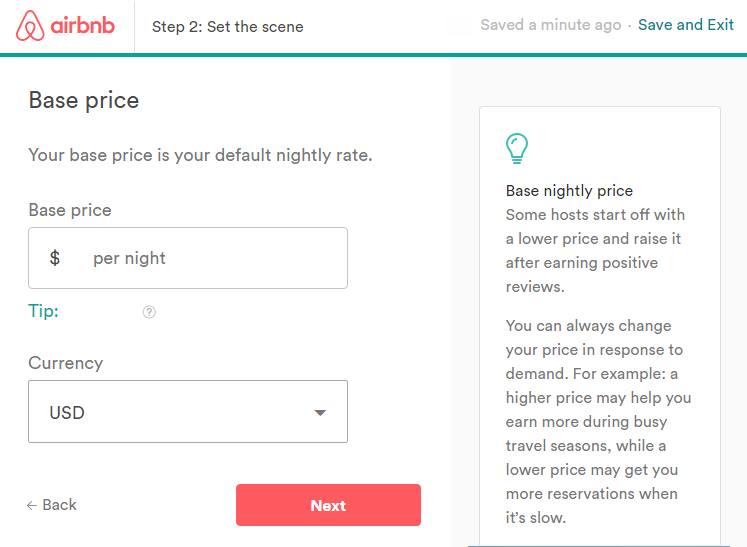 airbnb
Step 2: Set the scene
Saved a minute ago · Save and Exit
Base price
Your base price is your default nightly rate.
Base price
$ per night
Tip: ?
Currency
USD
← Back
Next
Base nightly price
Some hosts start off with
a lower price and raise it
after earning positive
reviews.
You can always change
your price in response to
demand. For example: a
higher price may help you
earn more during busy
travel seasons, while a
lower price may get you
more reservations when
it’s slow.